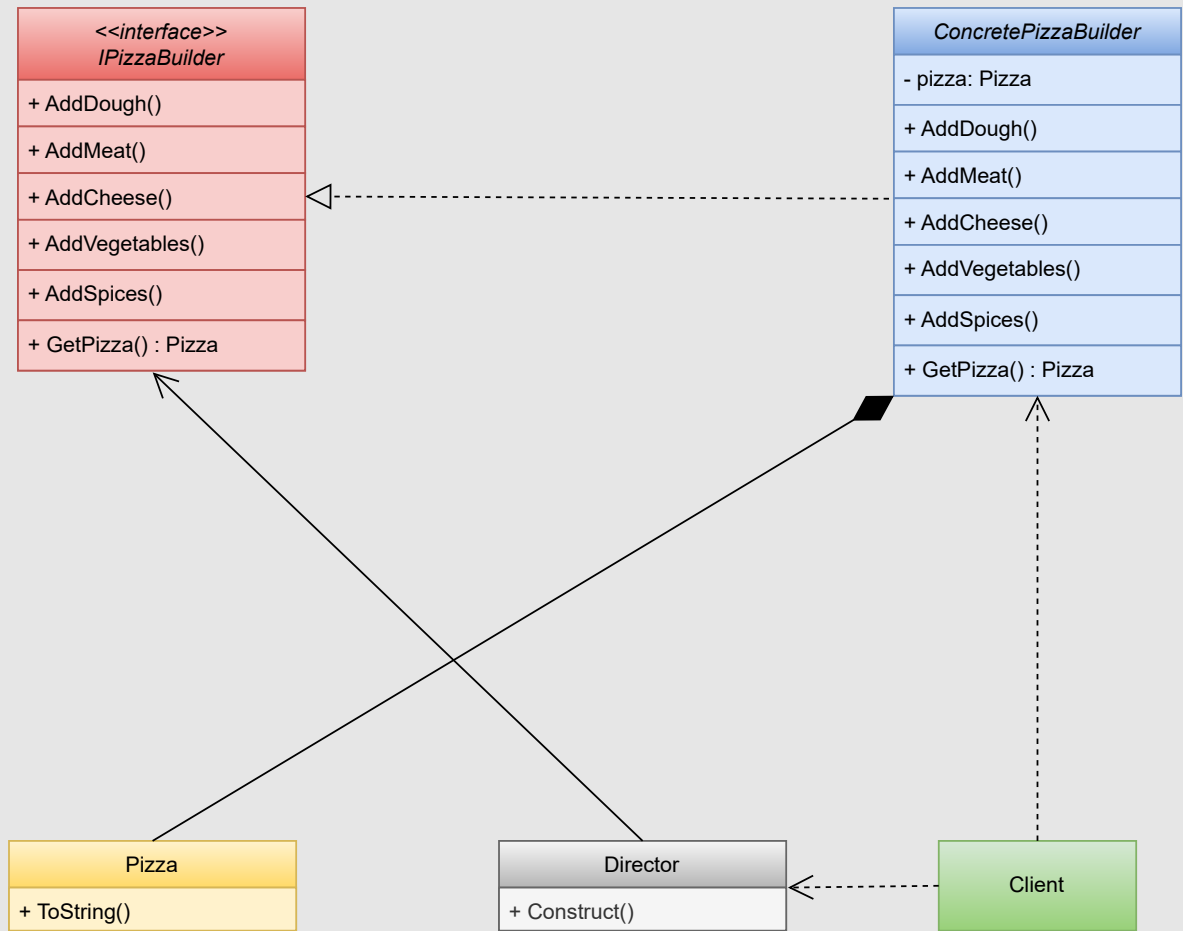 <<interface>>
IPizzaBuilder
+ AddDough()
+ AddMeat()
+ AddCheese()
+ AddVegetables()
+ AddSpices()
+ GetPizza() : Pizza
ConcretePizzaBuilder
- pizza: Pizza
+ AddDough()
+ AddMeat()
+ AddCheese()
+ AddVegetables()
+ AddSpices()
+ GetPizza() : Pizza
Pizza
+ ToString()
Director
+ Construct()
Client